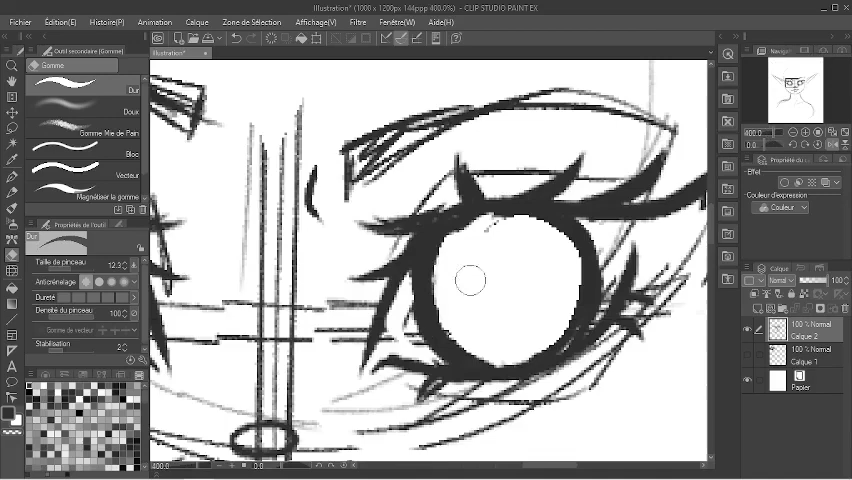 Illustration* (1000 x 1200px 144ppp 400.0%) - CLIP STUDIO PAINT EX
Fichier Édition(E) Histoire(P) Animation Calque Zone de Sélection Affichage(V) Filtre Fenêtre(W) Aide(H)
Illustration*
Outil secondaire (Gomme)
Gomme
Dur
Doux
Gomme Mie de Pain
Bloc
Vecteur
Magnétiser la gomme
Propriétés de l'outil
Dur
Taille de pinceau 12.3
Anticrénelage
Dureté
Densité du pinceau 100
Gomme de vecteur
Stabilisation 2
400.0 0.0
Navigat
400.0
0.0
Propriété du
Effet
Couleur d'expression
Couleur
Calque
Normal
100 % Normal
Calque 2
100 % Normal
Calque 1
Papier